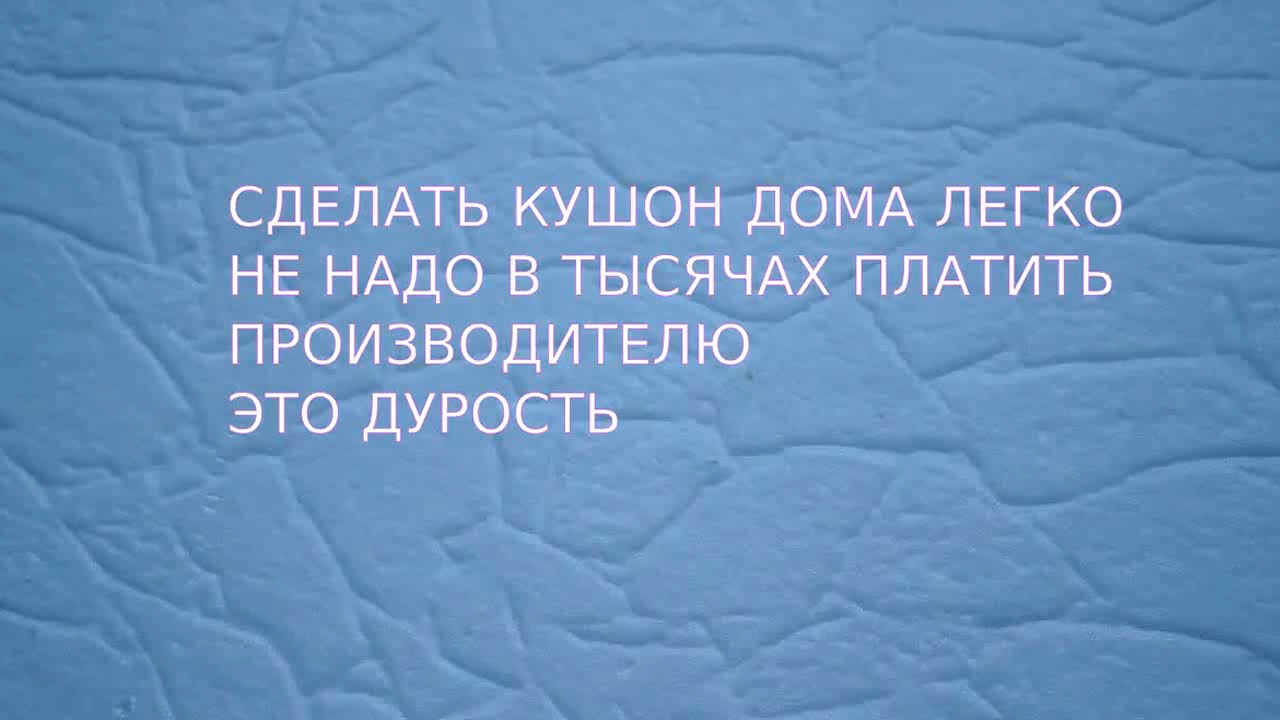 СДЕЛАТЬ КУШОН ДОМА ЛЕГКО
НЕ НАДО В ТЫСЯЧАХ ПЛАТИТЬ
ПРОИЗВОДИТЕЛЮ
ЭТО ДУРОСТЬ